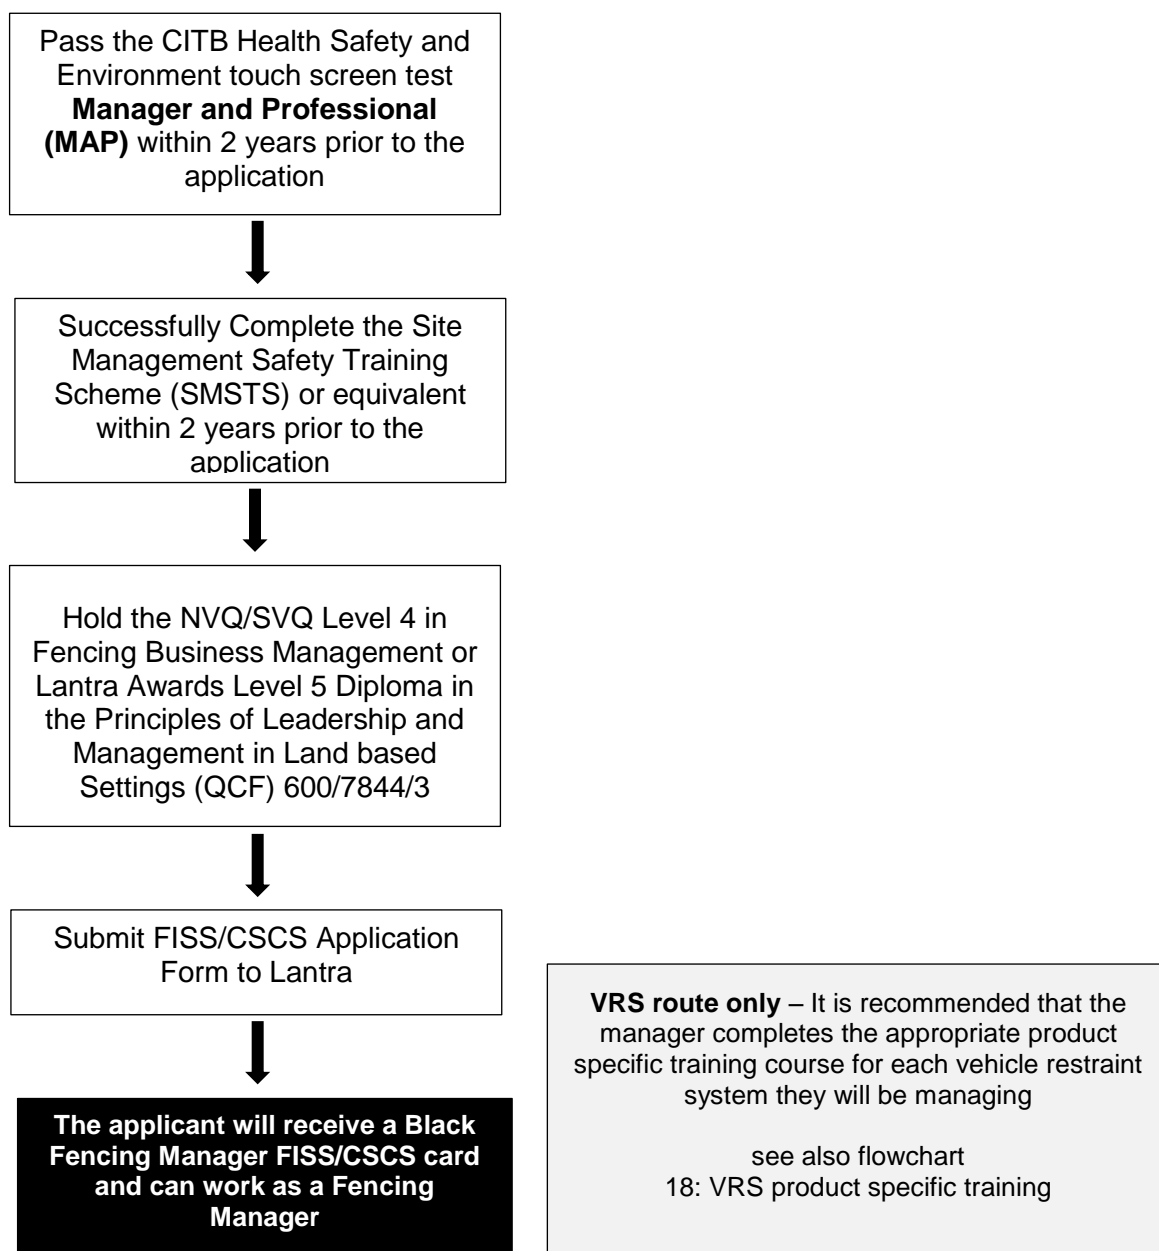 Pass the CITB Health Safety and
Environment touch screen test
Manager and Professional
(MAP) within 2 years prior to the
application
Successfully Complete the Site
Management Safety Training
Scheme (SMSTS) or equivalent
within 2 years prior to the
application
Hold the NVQ/SVQ Level 4 in
Fencing Business Management or
Lantra Awards Level 5 Diploma in
the Principles of Leadership and
Management in Land based
Settings (QCF) 600/7844/3
Submit FISS/CSCS Application
Form to Lantra
The applicant will receive a Black
Fencing Manager FISS/CSCS card
and can work as a Fencing
Manager
VRS route only – It is recommended that the
manager completes the appropriate product
specific training course for each vehicle restraint
system they will be managing
see also flowchart
18: VRS product specific training